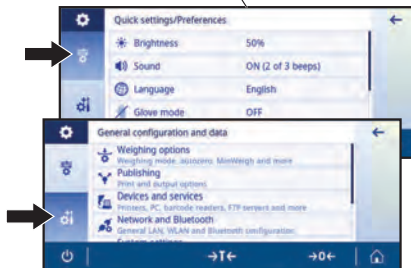 Quick settings/Preferences
Brightness 50%
Sound ON (2 of 3 beeps)
Language English
Glove mode OFF
General configuration and data
Weighing options
Weighing mode, autozero, MinWeigh and more
Publishing
Print and output options
Devices and services
Printers, PC, barcode readers, FTP servers and more
Network and Bluetooth
General LAN, WLAN and Bluetooth configuration
System settings
→T← →0←